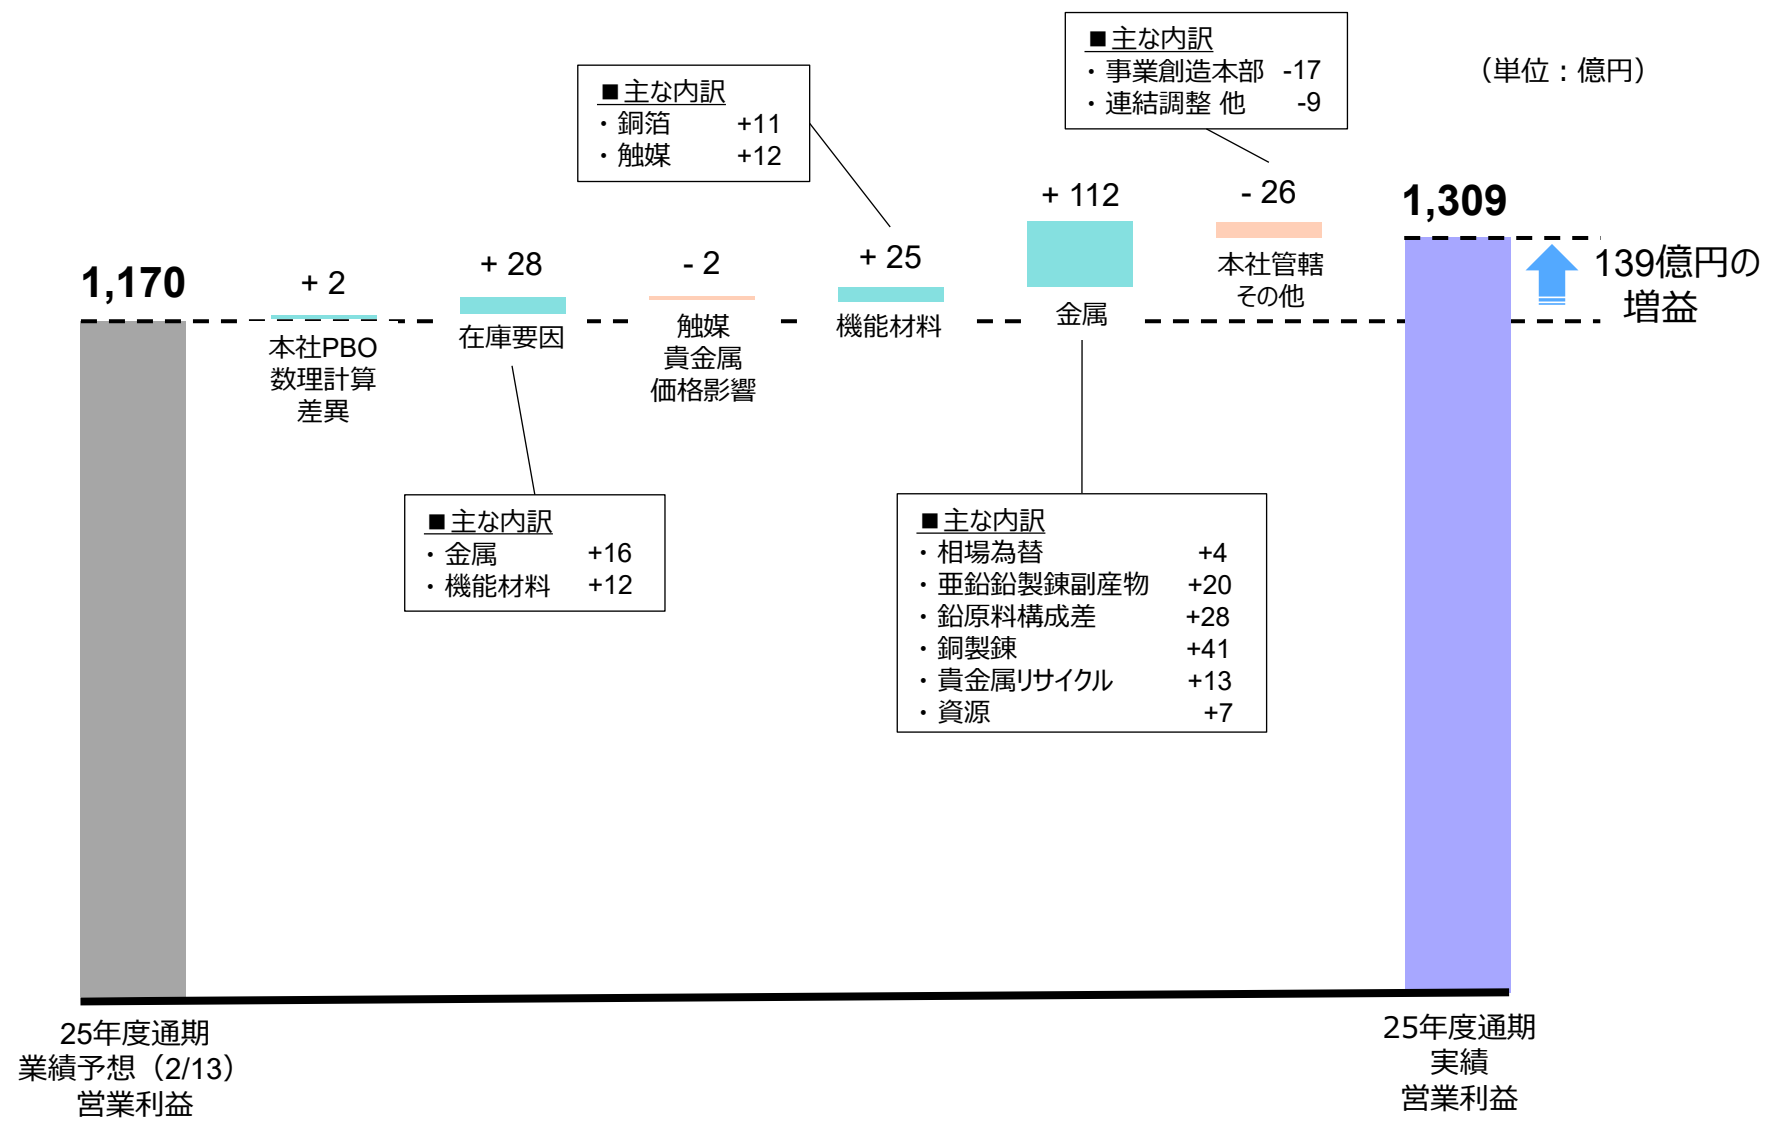 （単位：億円）
■主な内訳
・事業創造本部 -17
・連結調整 他 -9
■主な内訳
・銅箔 +11
・触媒 +12
1,170
+ 2
本社PBO
数理計算
差異
+ 28
在庫要因
- 2
触媒
貴金属
価格影響
+ 25
機能材料
+ 112
金属
- 26
本社管轄
その他
1,309
139億円の
増益
■主な内訳
・金属 +16
・機能材料 +12
■主な内訳
・相場為替 +4
・亜鉛鉛製錬副産物 +20
・鉛原料構成差 +28
・銅製錬 +41
・貴金属リサイクル +13
・資源 +7
25年度通期
業績予想（2/13）
営業利益
25年度通期
実績
営業利益